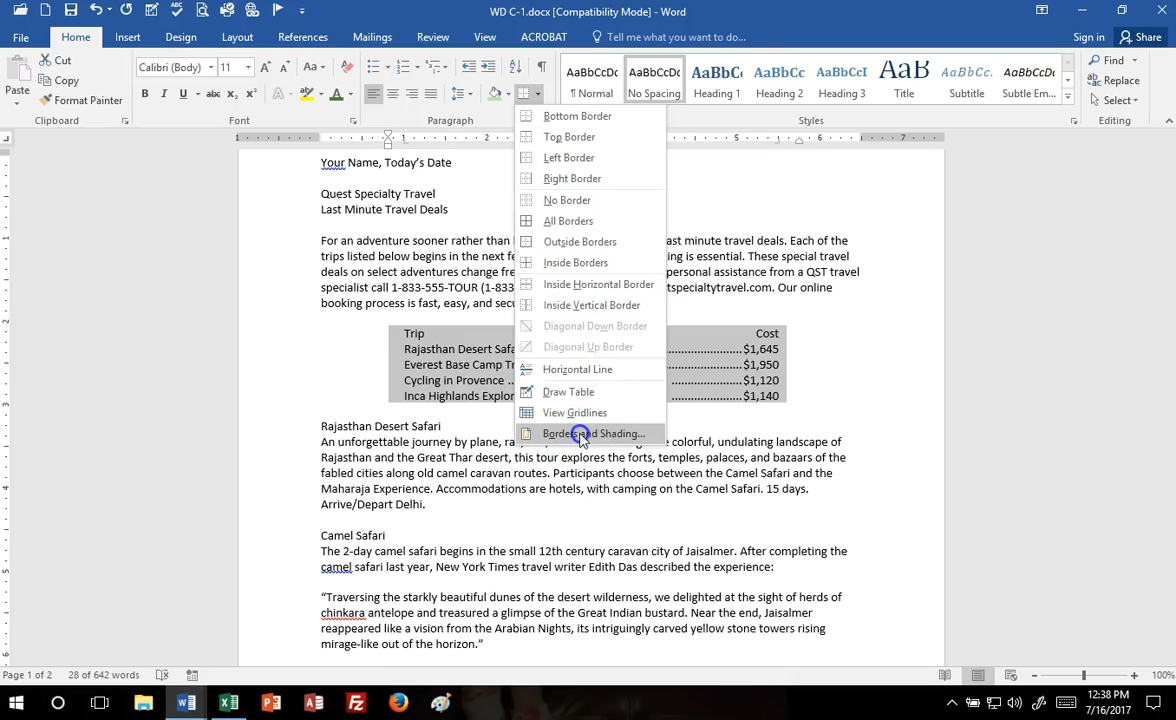 WD C-1.docx [Compatibility Mode] - Word
File Home Insert Design Layout References Mailings Review View ACROBAT Tell me what you want to do... Sign in Share
Paste
Cut
Copy
Format Painter
Clipboard
Calibri (Body) 11
Aa
B I U abc x₂ x²
Font
Paragraph
AaBbCcDc ¶ Normal
AaBbCcDc No Spacing
AaBbC Heading 1
AaBbCc Heading 2
AaBbCcI Heading 3
AaB Title
AaBbCcD Subtitle
AaBbCcDc Subtle Em...
Styles
Find
Replace
Select
Editing
1 1 2 5 6 7
Bottom Border
Top Border
Left Border
Right Border
No Border
All Borders
Outside Borders
Inside Borders
Inside Horizontal Border
Inside Vertical Border
Diagonal Down Border
Diagonal Up Border
Horizontal Line
Draw Table
View Gridlines
Borders and Shading...
Your Name, Today’s Date
Quest Specialty Travel
Last Minute Travel Deals
For an adventure sooner rather than ast minute travel deals. Each of the
trips listed below begins in the next fe ing is essential. These special travel
deals on select adventures change fre personal assistance from a QST travel
specialist call 1-833-555-TOUR (1-833 tspecialtytravel.com. Our online
booking process is fast, easy, and secu
Trip Cost
Rajasthan Desert Safa ........................$1,645
Everest Base Camp Tr $1,950
Cycling in Provence .. ........................$1,120
Inca Highlands Explor ........................$1,140
Rajasthan Desert Safari
An unforgettable journey by plane, ra e colorful, undulating landscape of
Rajasthan and the Great Thar desert, this tour explores the forts, temples, palaces, and bazaars of the
fabled cities along old camel caravan routes. Participants choose between the Camel Safari and the
Maharaja Experience. Accommodations are hotels, with camping on the Camel Safari. 15 days.
Arrive/Depart Delhi.
Camel Safari
The 2-day camel safari begins in the small 12th century caravan city of Jaisalmer. After completing the
camel safari last year, New York Times travel writer Edith Das described the experience:
“Traversing the starkly beautiful dunes of the desert wilderness, we delighted at the sight of herds of
chinkara antelope and treasured a glimpse of the Great Indian bustard. Near the end, Jaisalmer
reappeared like a vision from the Arabian Nights, its intriguingly carved yellow stone towers rising
mirage-like out of the horizon.”
Page 1 of 2 28 of 642 words 100%
12:38 PM
7/16/2017